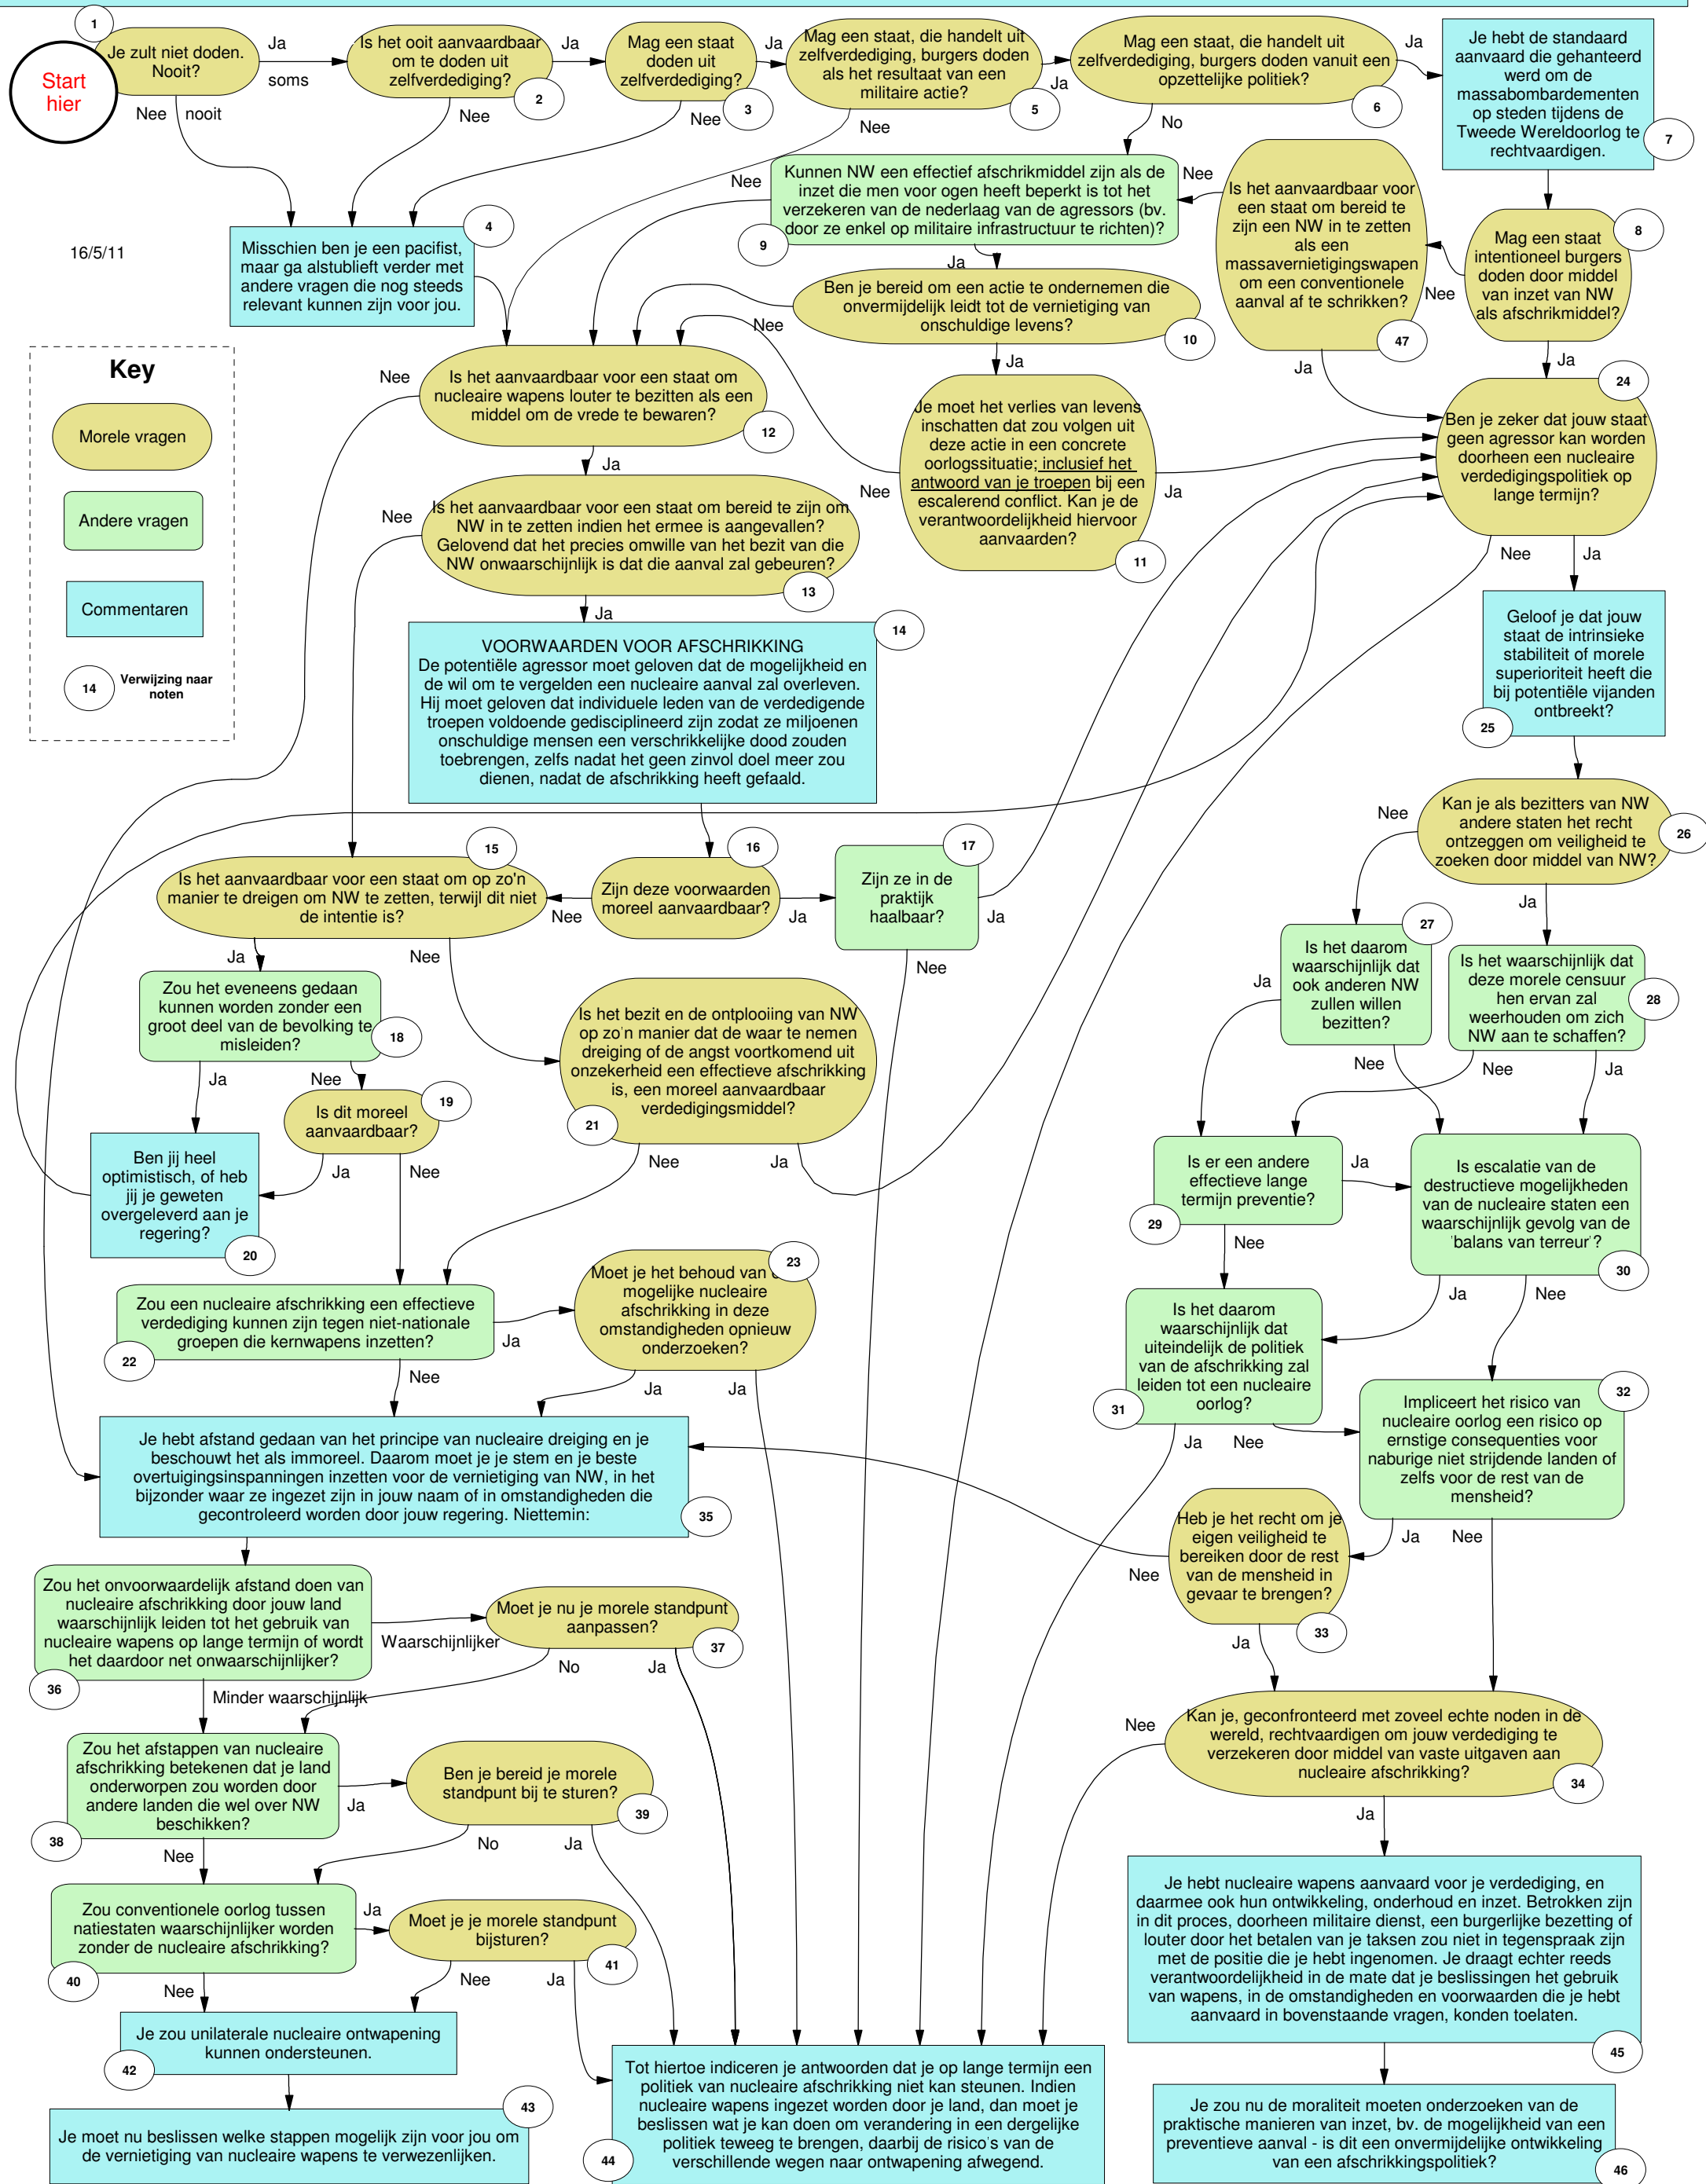 1
Start
hier
Je zult niet doden.
Nooit?
Ja
soms
Nee
nooit
Is het ooit aanvaardbaar
om te doden uit
zelfverdediging?
2
Ja
Nee
Mag een staat
doden uit
zelfverdediging?
3
Ja
Nee
Mag een staat, die handelt uit
zelfverdediging, burgers doden
als het resultaat van een
militaire actie?
5
Ja
Nee
Mag een staat, die handelt uit
zelfverdediging, burgers doden vanuit een
opzettelijke politiek?
6
Ja
No
Je hebt de standaard
aanvaard die gehanteerd
werd om de
massabombardementen
op steden tijdens de
Tweede Wereldoorlog te
rechtvaardigen.
7
16/5/11
Misschien ben je een pacifist,
maar ga alstublieft verder met
andere vragen die nog steeds
relevant kunnen zijn voor jou.
4
Kunnen NW een effectief afschrikmiddel zijn als de
inzet die men voor ogen heeft beperkt is tot het
verzekeren van de nederlaag van de agressors (bv.
door ze enkel op militaire infrastructuur te richten)?
9
Nee
Ja
Is het aanvaardbaar voor
een staat om bereid te
zijn een NW in te zetten
als een
massavernietigingswapen
om een conventionele
aanval af te schrikken?
47
Nee
Ja
Mag een staat
intentioneel burgers
doden door middel
van inzet van NW
als afschrikmiddel?
8
Nee
Ja
Ben je bereid om een actie te ondernemen die
onvermijdelijk leidt tot de vernietiging van
onschuldige levens?
10
Nee
Ja
Key
Morele vragen
Andere vragen
Commentaren
14
Verwijzing naar
noten
Is het aanvaardbaar voor een staat om
nucleaire wapens louter te bezitten als een
middel om de vrede te bewaren?
12
Nee
Ja
Je moet het verlies van levens
inschatten dat zou volgen uit
deze actie in een concrete
oorlogssituatie; inclusief het
antwoord van je troepen bij een
escalerend conflict. Kan je de
verantwoordelijkheid hiervoor
aanvaarden?
11
Nee
Ja
Ben je zeker dat jouw staat
geen agressor kan worden
doorheen een nucleaire
verdedigingspolitiek op
lange termijn?
24
Nee
Ja
Is het aanvaardbaar voor een staat om bereid te zijn om
NW in te zetten indien het ermee is aangevallen?
Gelovend dat het precies omwille van het bezit van die
NW onwaarschijnlijk is dat die aanval zal gebeuren?
13
Nee
Ja
VOORWAARDEN VOOR AFSCHRIKKING
De potentiële agressor moet geloven dat de mogelijkheid en
de wil om te vergelden een nucleaire aanval zal overleven.
Hij moet geloven dat individuele leden van de verdedigende
troepen voldoende gedisciplineerd zijn zodat ze miljoenen
onschuldige mensen een verschrikkelijke dood zouden
toebrengen, zelfs nadat het geen zinvol doel meer zou
dienen, nadat de afschrikking heeft gefaald.
14
Geloof je dat jouw
staat de intrinsieke
stabiliteit of morele
superioriteit heeft die
bij potentiële vijanden
ontbreekt?
25
Kan je als bezitters van NW
andere staten het recht
ontzeggen om veiligheid te
zoeken door middel van NW?
26
Nee
Ja
15
Is het aanvaardbaar voor een staat om op zo'n
manier te dreigen om NW te zetten, terwijl dit niet
de intentie is?
Ja
Nee
16
Zijn deze voorwaarden
moreel aanvaardbaar?
Nee
Ja
17
Zijn ze in de
praktijk
haalbaar?
Ja
Nee
27
Is het daarom
waarschijnlijk dat
ook anderen NW
zullen willen
bezitten?
Ja
Nee
Is het waarschijnlijk dat
deze morele censuur
hen ervan zal
weerhouden om zich
NW aan te schaffen?
28
Nee
Ja
Zou het eveneens gedaan
kunnen worden zonder een
groot deel van de bevolking te
misleiden?
18
Ja
Nee
Is dit moreel
aanvaardbaar?
19
Ja
Nee
Ben jij heel
optimistisch, of heb
jij je geweten
overgeleverd aan je
regering?
20
Is het bezit en de ontplooiing van NW
op zo'n manier dat de waar te nemen
dreiging of de angst voortkomend uit
onzekerheid een effectieve afschrikking
is, een moreel aanvaardbaar
verdedigingsmiddel?
21
Nee
Ja
Is er een andere
effectieve lange
termijn preventie?
29
Ja
Nee
Is escalatie van de
destructieve mogelijkheden
van de nucleaire staten een
waarschijnlijk gevolg van de
'balans van terreur'?
30
Ja
Nee
Zou een nucleaire afschrikking een effectieve
verdediging kunnen zijn tegen niet-nationale
groepen die kernwapens inzetten?
22
Ja
Nee
23
Moet je het behoud van
mogelijke nucleaire
afschrikking in deze
omstandigheden opnieuw
onderzoeken?
Ja
Ja
Is het daarom
waarschijnlijk dat
uiteindelijk de politiek
van de afschrikking zal
leiden tot een nucleaire
oorlog?
31
Ja
Nee
Impliceert het risico van
nucleaire oorlog een risico op
ernstige consequenties voor
naburige niet strijdende landen of
zelfs voor de rest van de
mensheid?
32
Ja
Nee
Je hebt afstand gedaan van het principe van nucleaire dreiging en je
beschouwt het als immoreel. Daarom moet je je stem en je beste
overtuigingsinspanningen inzetten voor de vernietiging van NW, in het
bijzonder waar ze ingezet zijn in jouw naam of in omstandigheden die
gecontroleerd worden door jouw regering. Niettemin:
35
Heb je het recht om je
eigen veiligheid te
bereiken door de rest
van de mensheid in
gevaar te brengen?
33
Nee
Ja
Zou het onvoorwaardelijk afstand doen van
nucleaire afschrikking door jouw land
waarschijnlijk leiden tot het gebruik van
nucleaire wapens op lange termijn of wordt
het daardoor net onwaarschijnlijker?
36
Waarschijnlijker
Minder waarschijnlijk
Moet je nu je morele standpunt
aanpassen?
37
No
Ja
Kan je, geconfronteerd met zoveel echte noden in de
wereld, rechtvaardigen om jouw verdediging te
verzekeren door middel van vaste uitgaven aan
nucleaire afschrikking?
34
Nee
Ja
Zou het afstappen van nucleaire
afschrikking betekenen dat je land
onderworpen zou worden door
andere landen die wel over NW
beschikken?
38
Ja
Nee
Ben je bereid je morele
standpunt bij te sturen?
39
No
Ja
Zou conventionele oorlog tussen
natiestaten waarschijnlijker worden
zonder de nucleaire afschrikking?
40
Ja
Nee
Moet je je morele standpunt
bijsturen?
41
Nee
Ja
Je hebt nucleaire wapens aanvaard voor je verdediging, en
daarmee ook hun ontwikkeling, onderhoud en inzet. Betrokken zijn
in dit proces, doorheen militaire dienst, een burgerlijke bezetting of
louter door het betalen van je taksen zou niet in tegenspraak zijn
met de positie die je hebt ingenomen. Je draagt echter reeds
verantwoordelijkheid in de mate dat je beslissingen het gebruik
van wapens, in de omstandigheden en voorwaarden die je hebt
aanvaard in bovenstaande vragen, konden toelaten.
45
Je zou unilaterale nucleaire ontwapening
kunnen ondersteunen.
42
Je moet nu beslissen welke stappen mogelijk zijn voor jou om
de vernietiging van nucleaire wapens te verwezenlijken.
43
Tot hiertoe indiceren je antwoorden dat je op lange termijn een
politiek van nucleaire afschrikking niet kan steunen. Indien
nucleaire wapens ingezet worden door je land, dan moet je
beslissen wat je kan doen om verandering in een dergelijke
politiek teweeg te brengen, daarbij de risico's van de
verschillende wegen naar ontwapening afwegend.
44
Je zou nu de moraliteit moeten onderzoeken van de
praktische manieren van inzet, bv. de mogelijkheid van een
preventieve aanval - is dit een onvermijdelijke ontwikkeling
van een afschrikkingspolitiek?
46